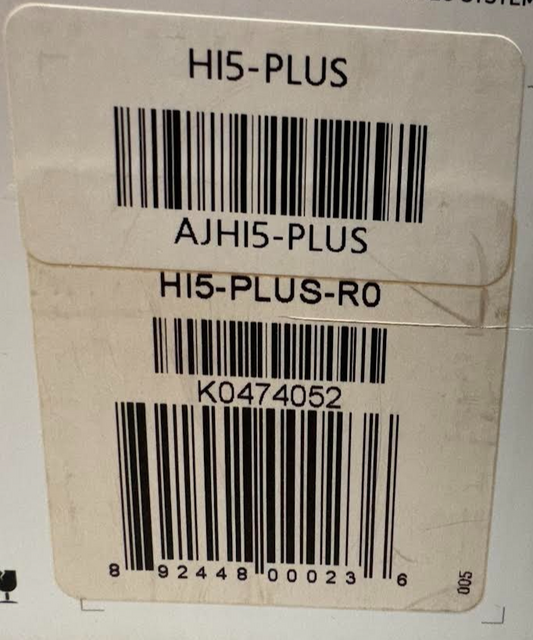 HI5-PLUS
AJHI5-PLUS
HI5-PLUS-R0
K0474052
8 92448 00023 6
005